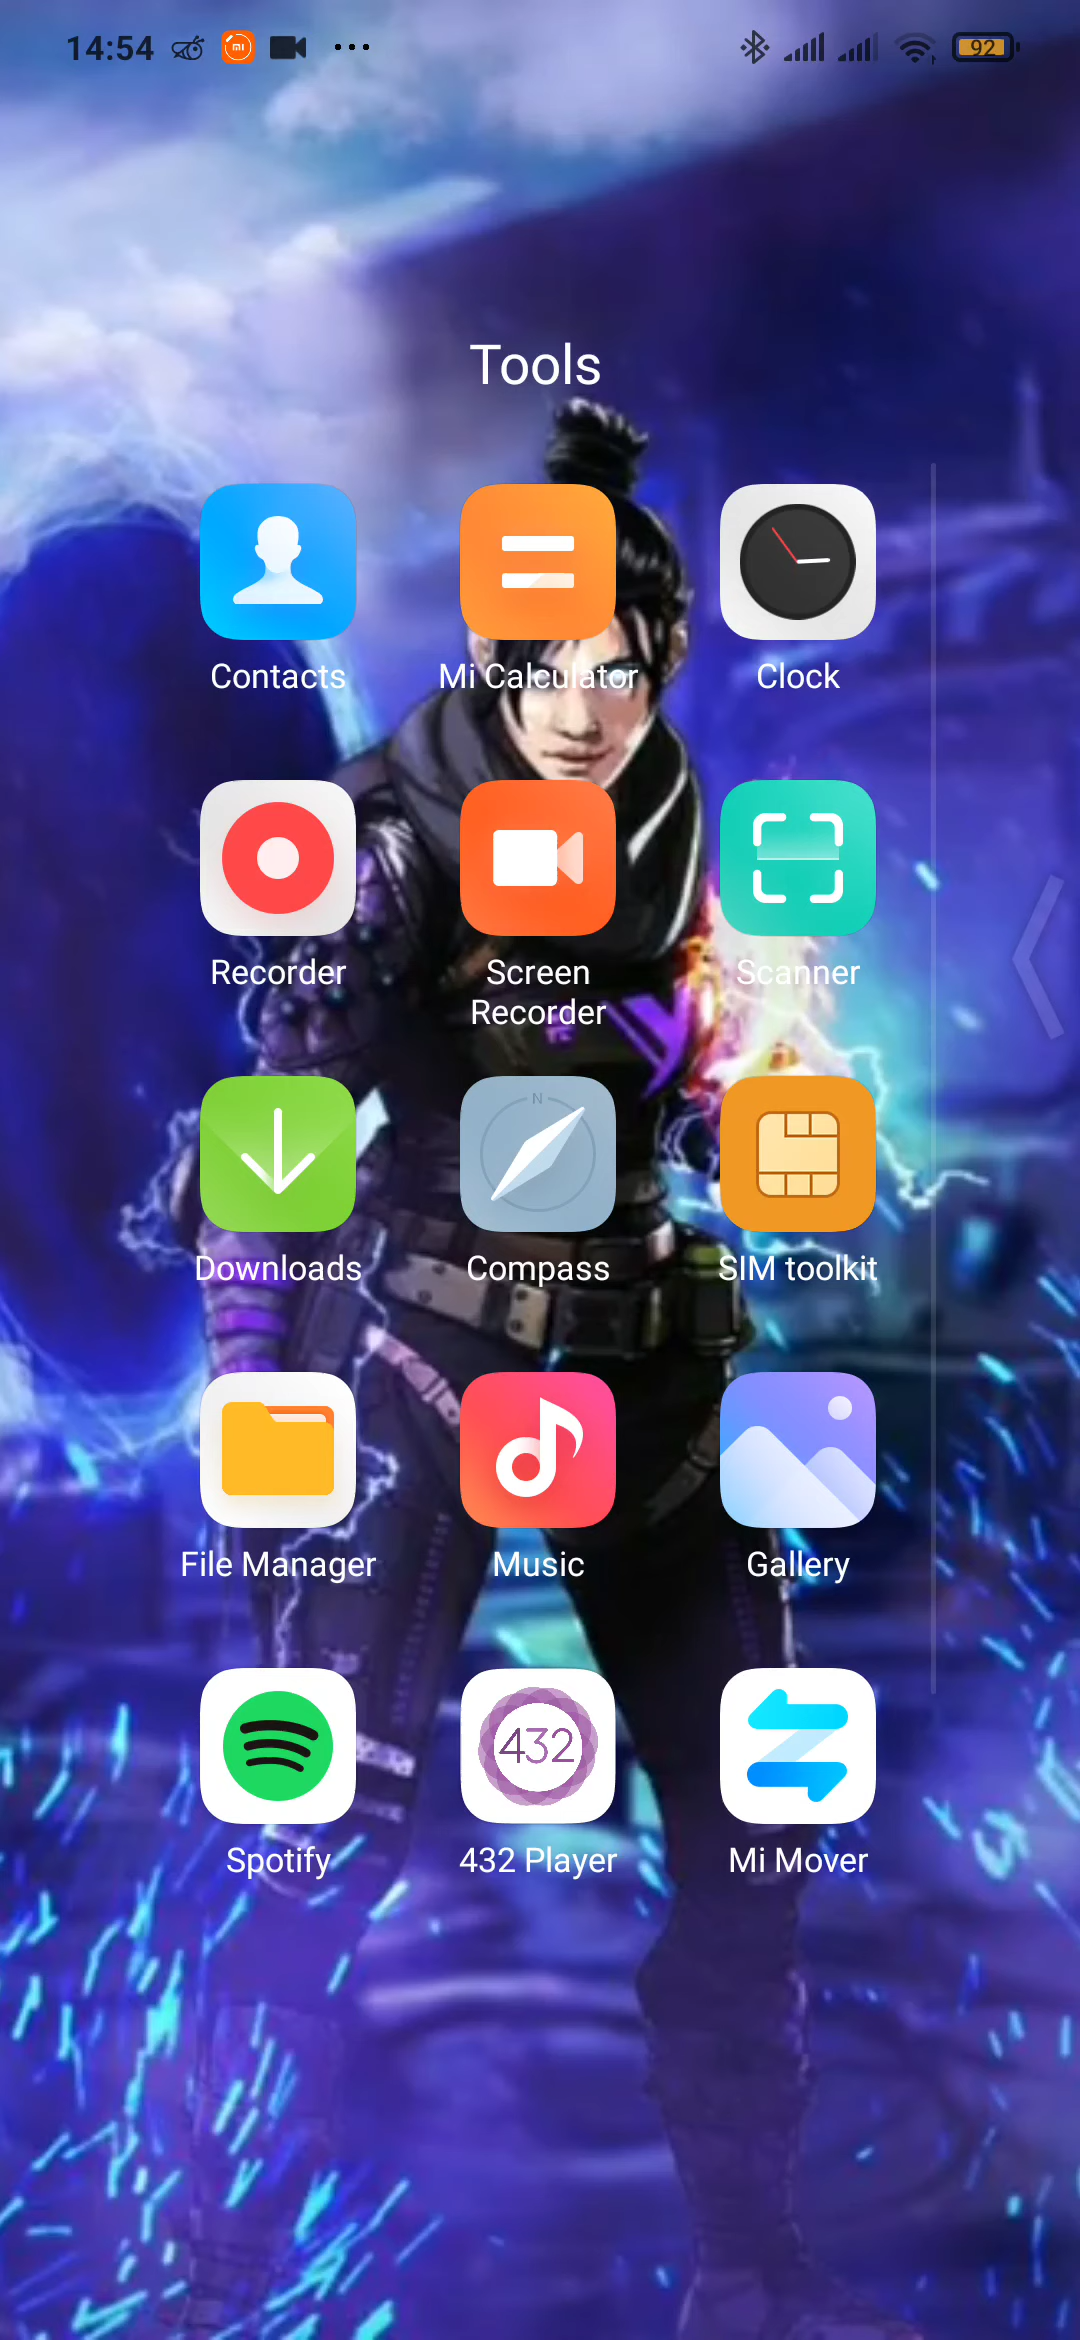 14:54 92
Tools
N
Contacts Mi Calculator Clock
Recorder Screen Scanner
Recorder
Downloads Compass SIM toolkit
File Manager Music Gallery
432
Spotify 432 Player Mi Mover